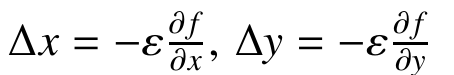 Δx = −ε ∂f/∂x, Δy = −ε ∂f/∂y